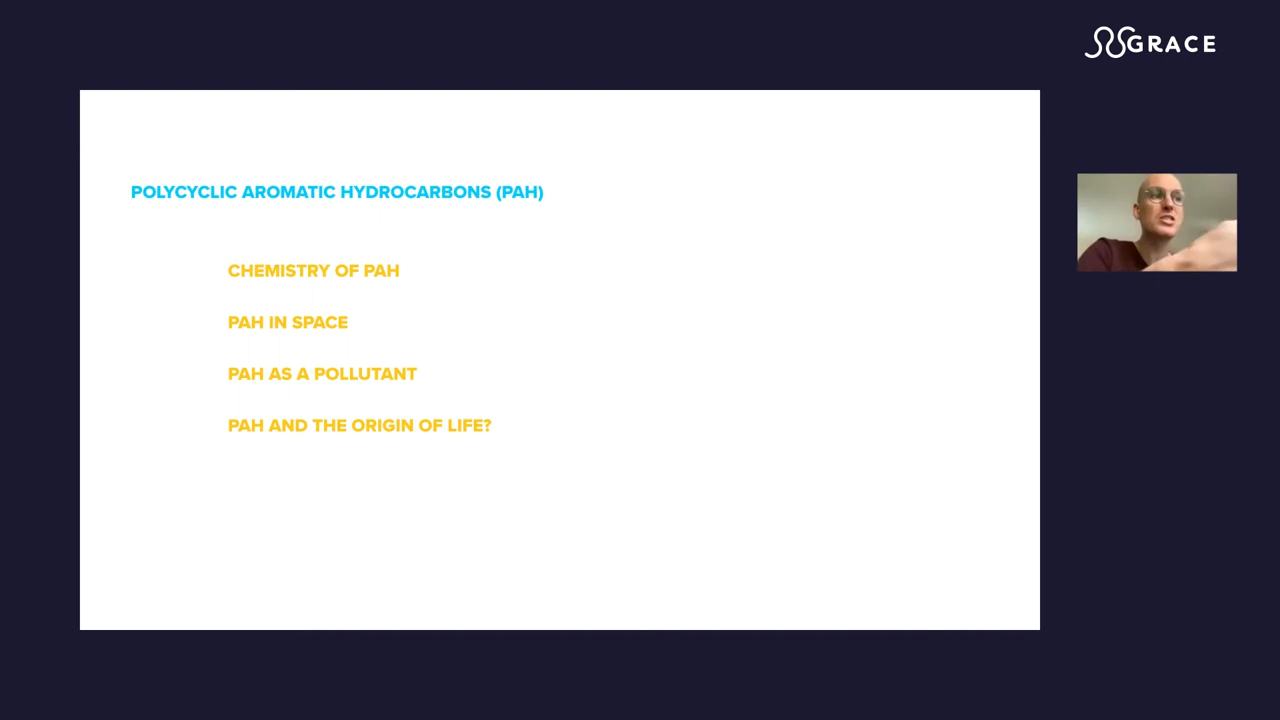 GRACE
POLYCYCLIC AROMATIC HYDROCARBONS (PAH)
CHEMISTRY OF PAH
PAH IN SPACE
PAH AS A POLLUTANT
PAH AND THE ORIGIN OF LIFE?